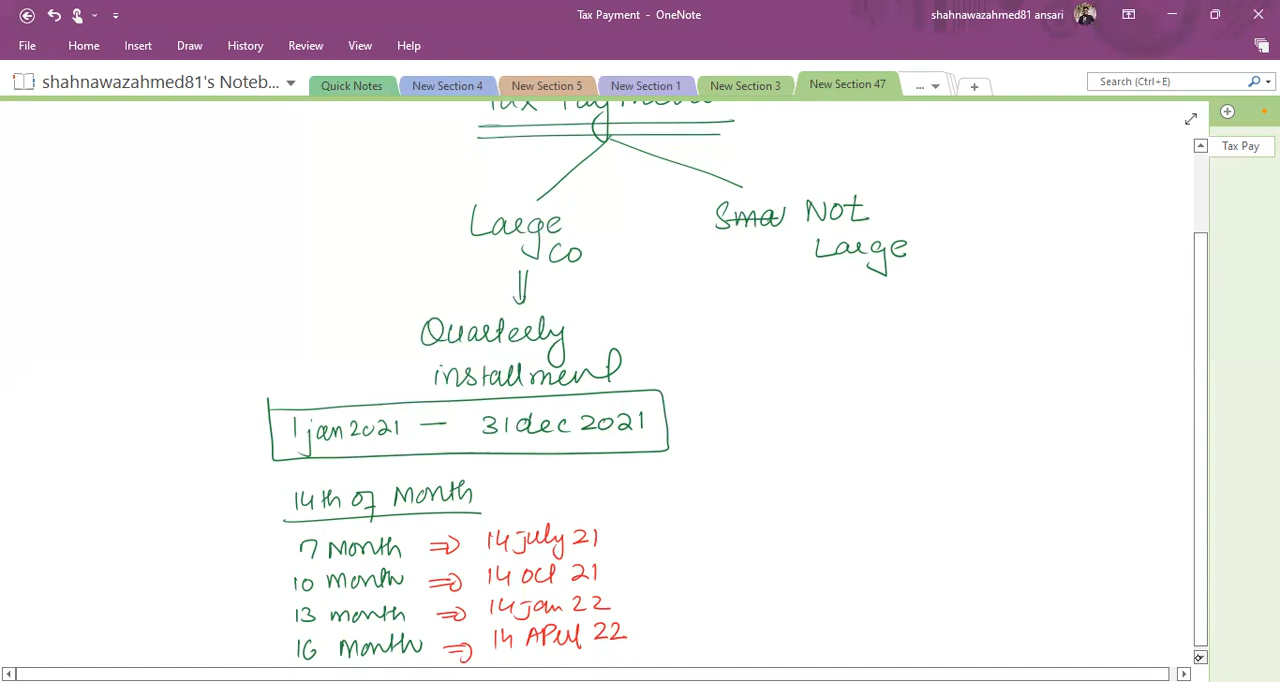 Tax Payment - OneNote
shahnawazahmed81 ansari
File Home Insert Draw History Review View Help
shahnawazahmed81's Noteb...
Quick Notes
New Section 4
New Section 5
New Section 1
New Section 3
New Section 47
...
Search (Ctrl+E)
Tax Pay
Tax Payment
Large
Co
Sma Not
Large
Quarterly
installment
1 jan 2021 — 31 dec 2021
14th of Month
7 Month ⇒ 14 july 21
10 month ⇒ 14 oct 21
13 month ⇒ 14 jan 22
16 Month ⇒ 14 April 22